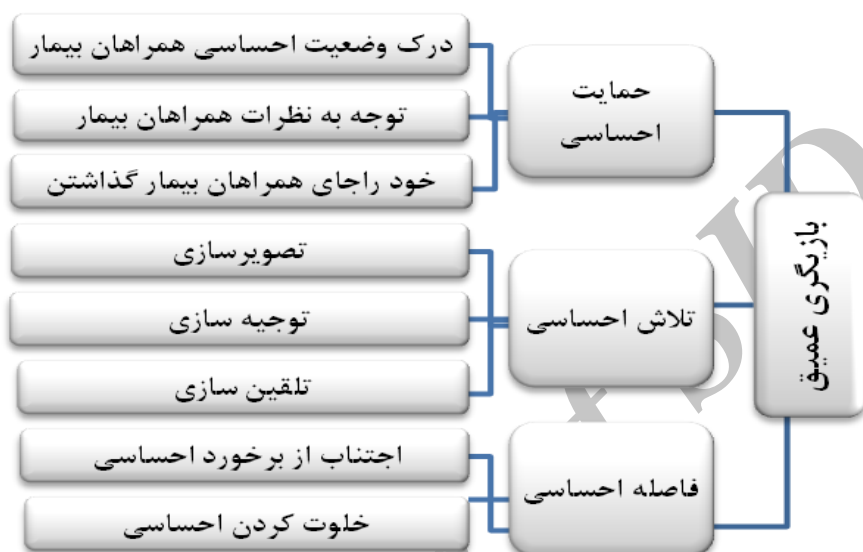 بازیگری عمیق
حمایت
احساسی
درک وضعیت احساسی همراهان بیمار
توجه به نظرات همراهان بیمار
خود راجای همراهان بیمار گذاشتن
تلاش احساسی
تصویرسازی
توجیه سازی
تلقین سازی
فاصله احساسی
اجتناب از برخورد احساسی
خلوت کردن احساسی